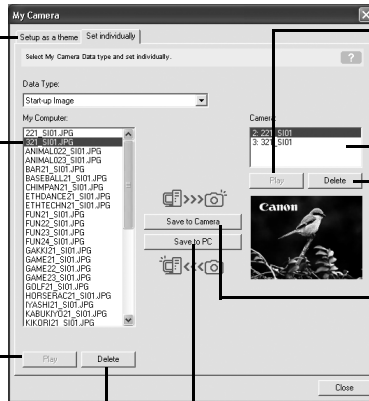 My Camera
Setup as a theme Set individually
Select My Camera Data type and set individually.
?
Data Type:
Start-up Image
My Computer:
221_SI01.JPG
321_SI01.JPG
ANIMAL022_SI01.JPG
ANIMAL023_SI01.JPG
BAR21_SI01.JPG
BASEBALL21_SI01.JPG
CHIMPAN21_SI01.JPG
ETHDANCE21_SI01.JPG
ETHTECHN21_SI01.JPG
FUN21_SI01.JPG
FUN22_SI01.JPG
FUN23_SI01.JPG
FUN24_SI01.JPG
GAKKI21_SI01.JPG
GAME21_SI01.JPG
GAME22_SI01.JPG
GAME23_SI01.JPG
GOLF21_SI01.JPG
HORSERAC21_SI01.JPG
IYASHI21_SI01.JPG
KABUKIYO21_SI01.JPG
KIKORI21_SI01.JPG
Play Delete
>>>
Save to Camera
Save to PC
<<<
Camera:
2: 221_SI01
3: 321_SI01
Play Delete
Canon
Close